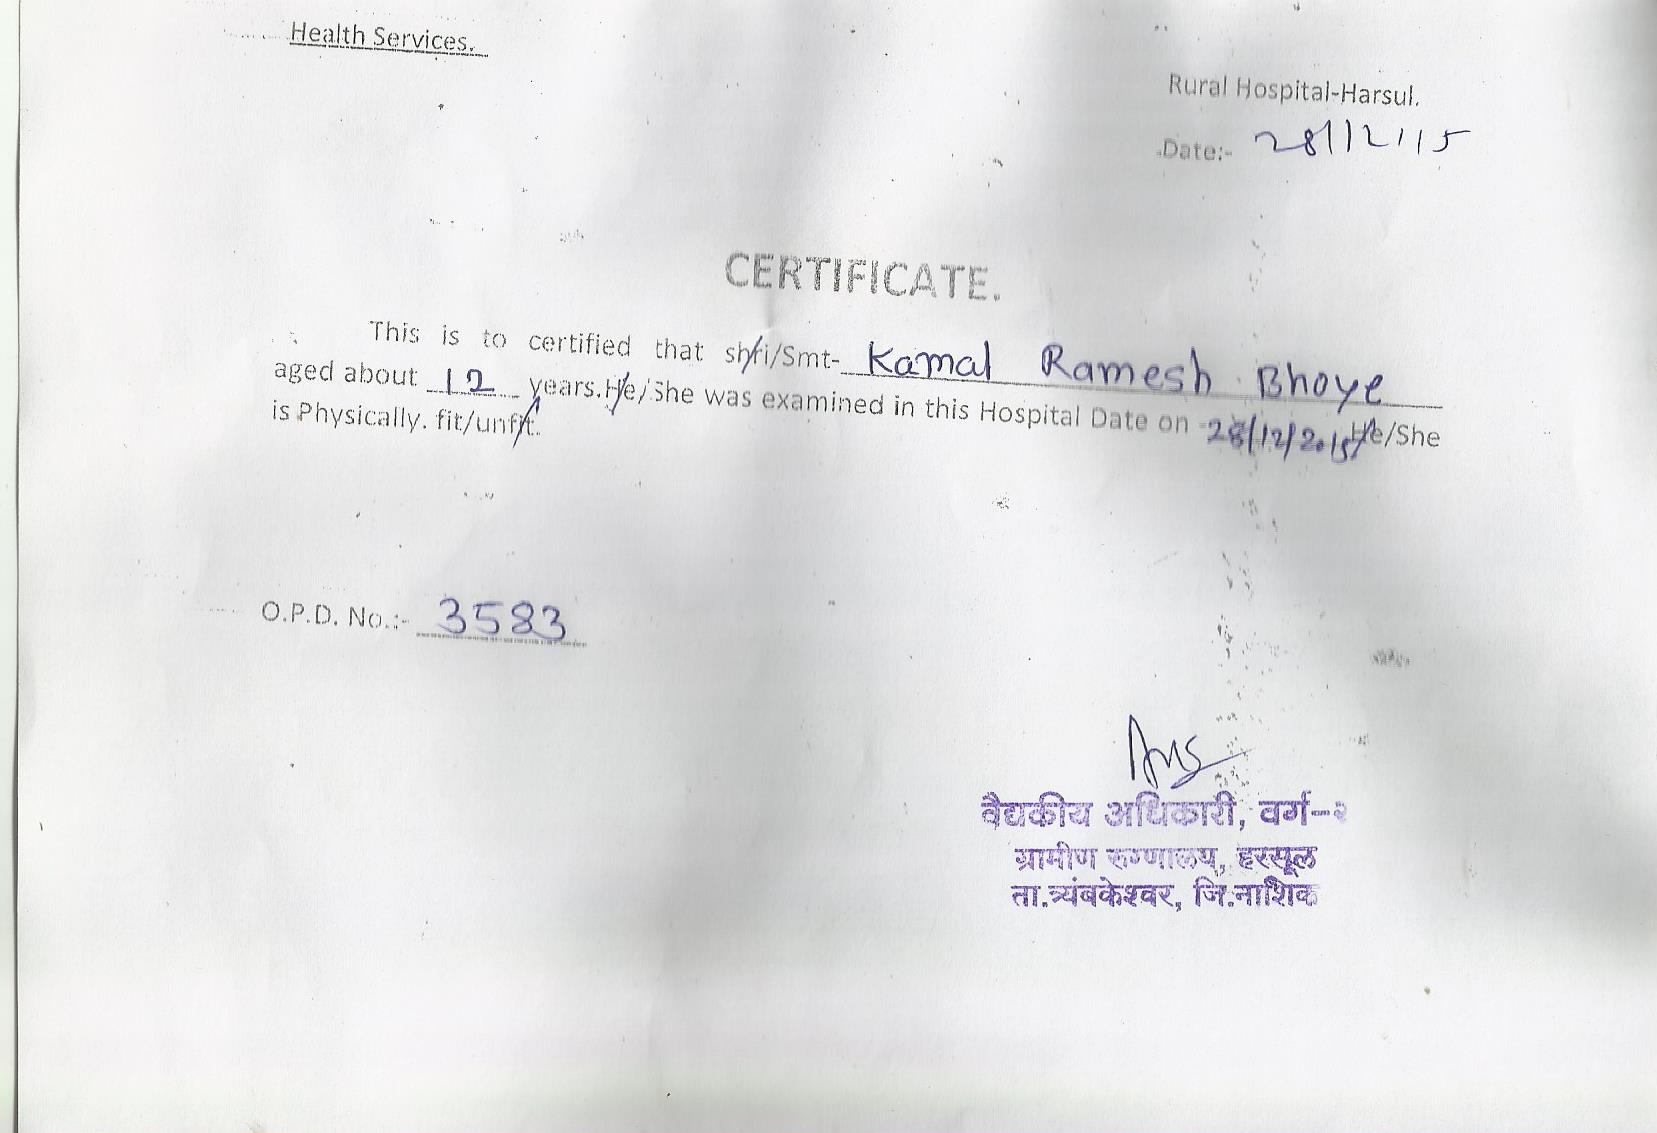 Health Services.
Rural Hospital-Harsul.
Date:- 28/12/15
CERTIFICATE.
This is to certified that shri/Smt- Kamal Ramesh Bhoye
aged about 12 years.He/She was examined in this Hospital Date on 28/12/2015 He/She
is Physically. fit/unfit.
O.P.D. No.:- 3583
वैद्यकीय अधिकारी, वर्ग-२
ग्रामीण रुग्णालय, हरसूल
ता.त्र्यंबकेश्वर, जि.नाशिक